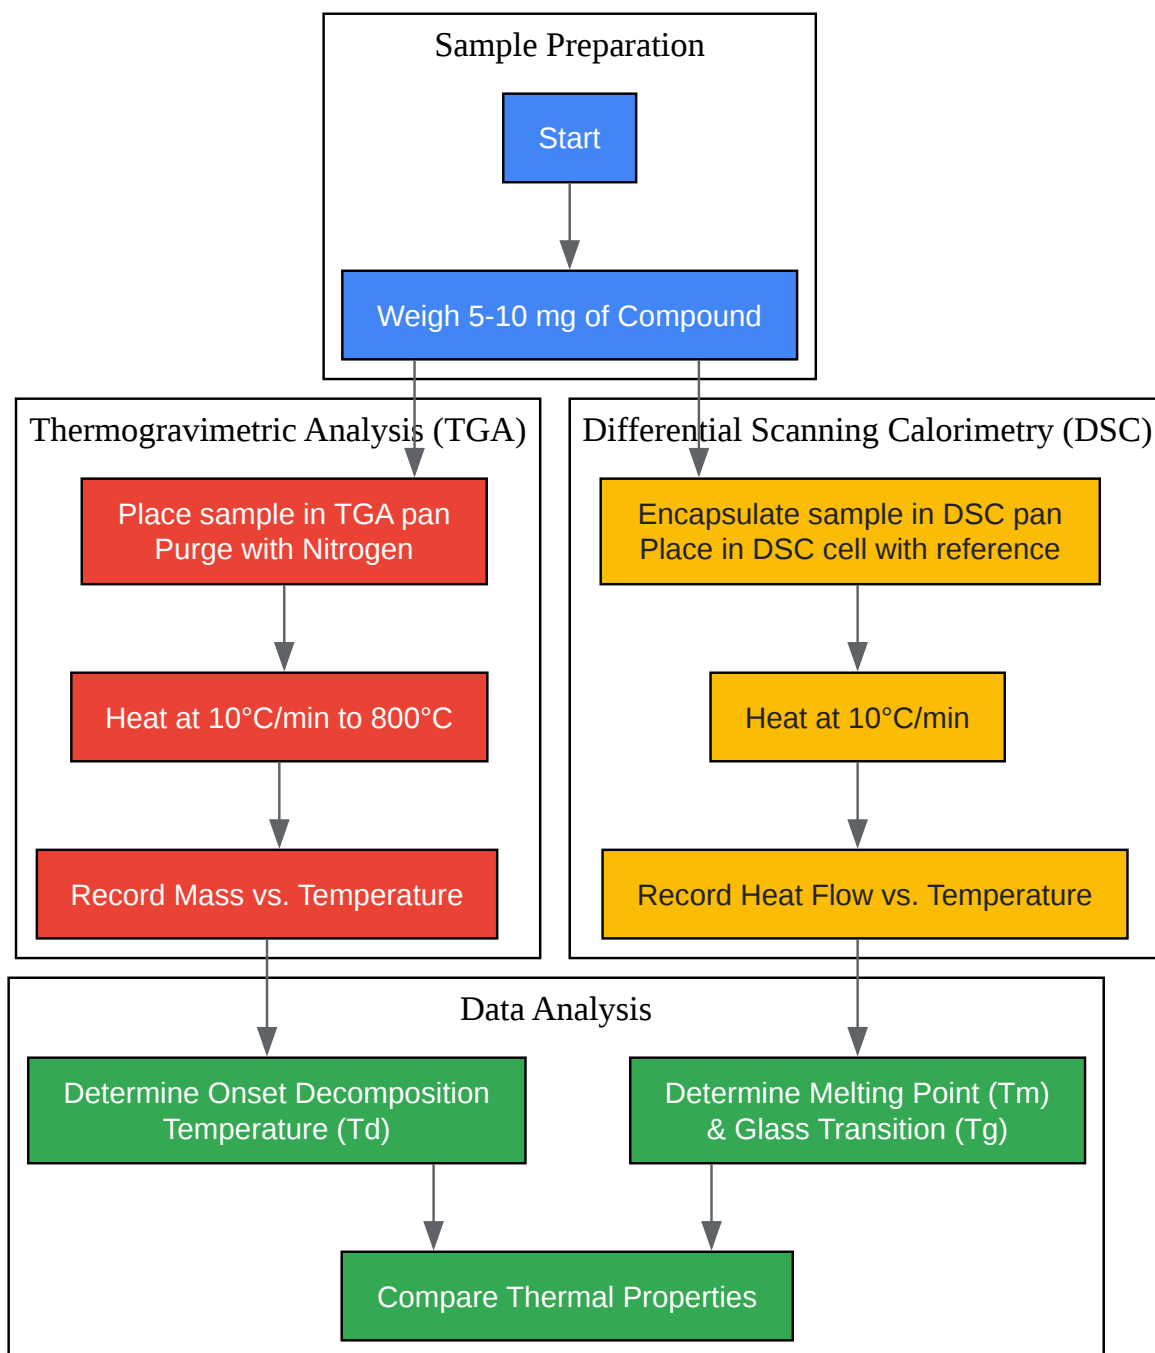 Sample Preparation
Start
Weigh 5-10 mg of Compound
Thermogravimetric Analysis (TGA)
Place sample in TGA pan
Purge with Nitrogen
Heat at 10°C/min to 800°C
Record Mass vs. Temperature
Differential Scanning Calorimetry (DSC)
Encapsulate sample in DSC pan
Place in DSC cell with reference
Heat at 10°C/min
Record Heat Flow vs. Temperature
Data Analysis
Determine Onset Decomposition
Temperature (Td)
Determine Melting Point (Tm)
& Glass Transition (Tg)
Compare Thermal Properties